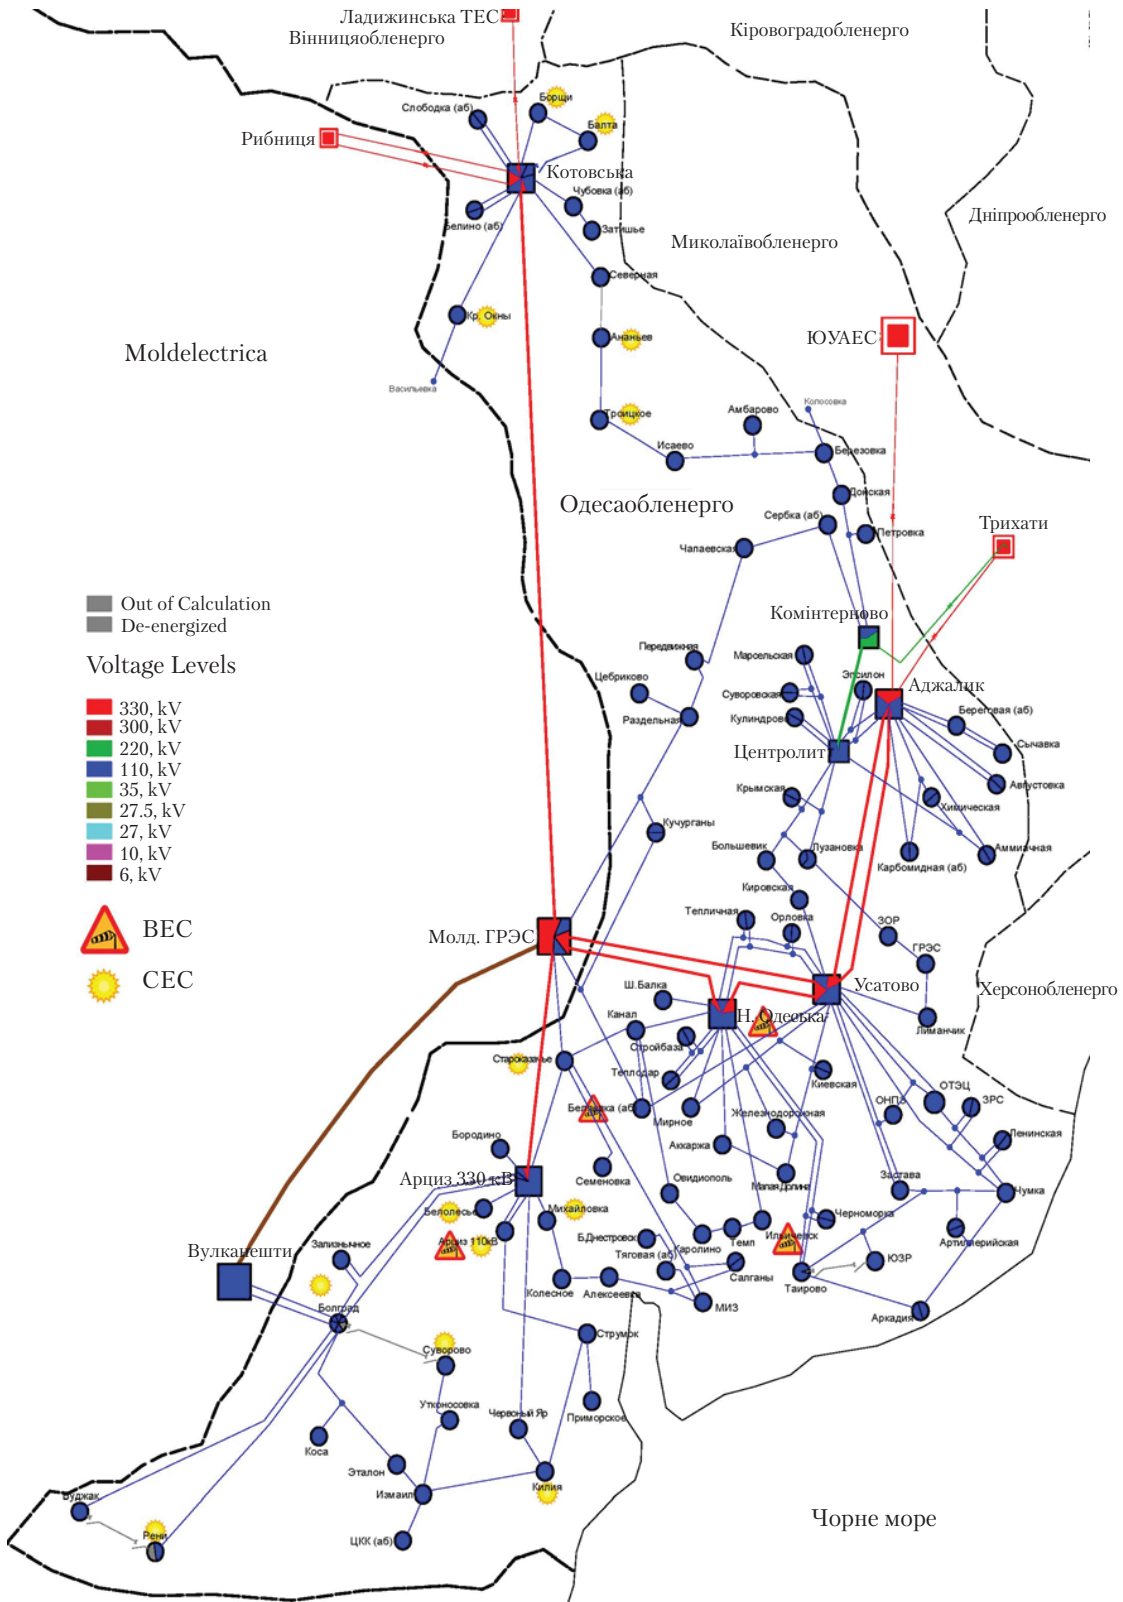 Ладижинська ТЕС
Вінницяобленерго
Кіровоградобленерго
Борщи
Слободка (аб)
Балта
Рибниця
Котовська
Чубовка (аб)
Белино (аб)
Затишье
Дніпрообленерго
Миколаївобленерго
Северная
Кр. Окны
Ананьев
ЮУАЕС
Moldelectrica
Васильевка
Троицкое
Амбарово
Колосовка
Исаево
Березовка
Одесаобленерго
Донская
Сербка (аб)
Петровка
Трихати
Чапаевская
Out of Calculation
De-energized
Комінтерново
Передвижная
Марсельская
Voltage Levels
Цебриково
Эпсилон
Аджалик
Суворовская
330, kV
300, kV
220, kV
110, kV
35, kV
27.5, kV
27, kV
10, kV
6, kV
Раздельная
Кулиндрово
Береговая (аб)
Центролит
Сычавка
Крымская
Августовка
Химическая
Кучурганы
Большевик
Лузановка
Карбомидная (аб)
Аммиачная
Кировская
Тепличная
Орловка
ВЕС
Молд. ГРЭС
ЗОР
ГРЭС
СЕС
Усатово
Херсонобленерго
Ш.Балка
Н. Одеська
Канал
Лиманчик
Стройбаза
Староказачье
Теплодар
Киевская
Беляевка (аб)
Мирное
Железнодорожная
ОНПЗ
ОТЭЦ
ЗРС
Бородино
Аккаржа
Ленинская
Арциз 330 кВ
Семеновка
Овидиополь
Малая Долина
Застава
Чумка
Белолесье
Михайловка
Черноморка
Арциз 110кВ
Б.Днестровск
Каролино
Темп
Ильичевск
Артиллерийская
Вулканешти
Запизнычное
Тяговая (аб)
Салганы
ЮЗР
Таирово
Колесное
Алексеевка
МИЗ
Аркадия
Болград
Струмок
Суворово
Утконосовка
Червоный Яр
Приморское
Коса
Эталон
Килия
Измаил
Буджак
Рени
ЦКК (аб)
Чорне море